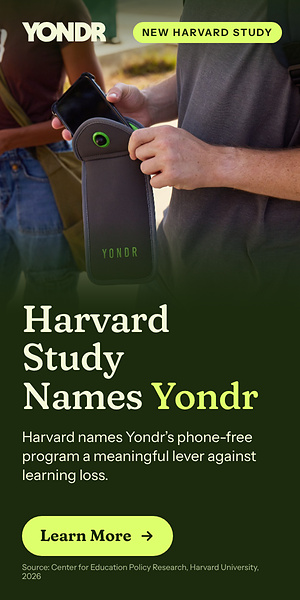 YONDR
NEW HARVARD STUDY
YONDR
Harvard
Study
Names Yondr
Harvard names Yondr's phone-free
program a meaningful lever against
learning loss.
Learn More →
Source: Center for Education Policy Research, Harvard University,
2026